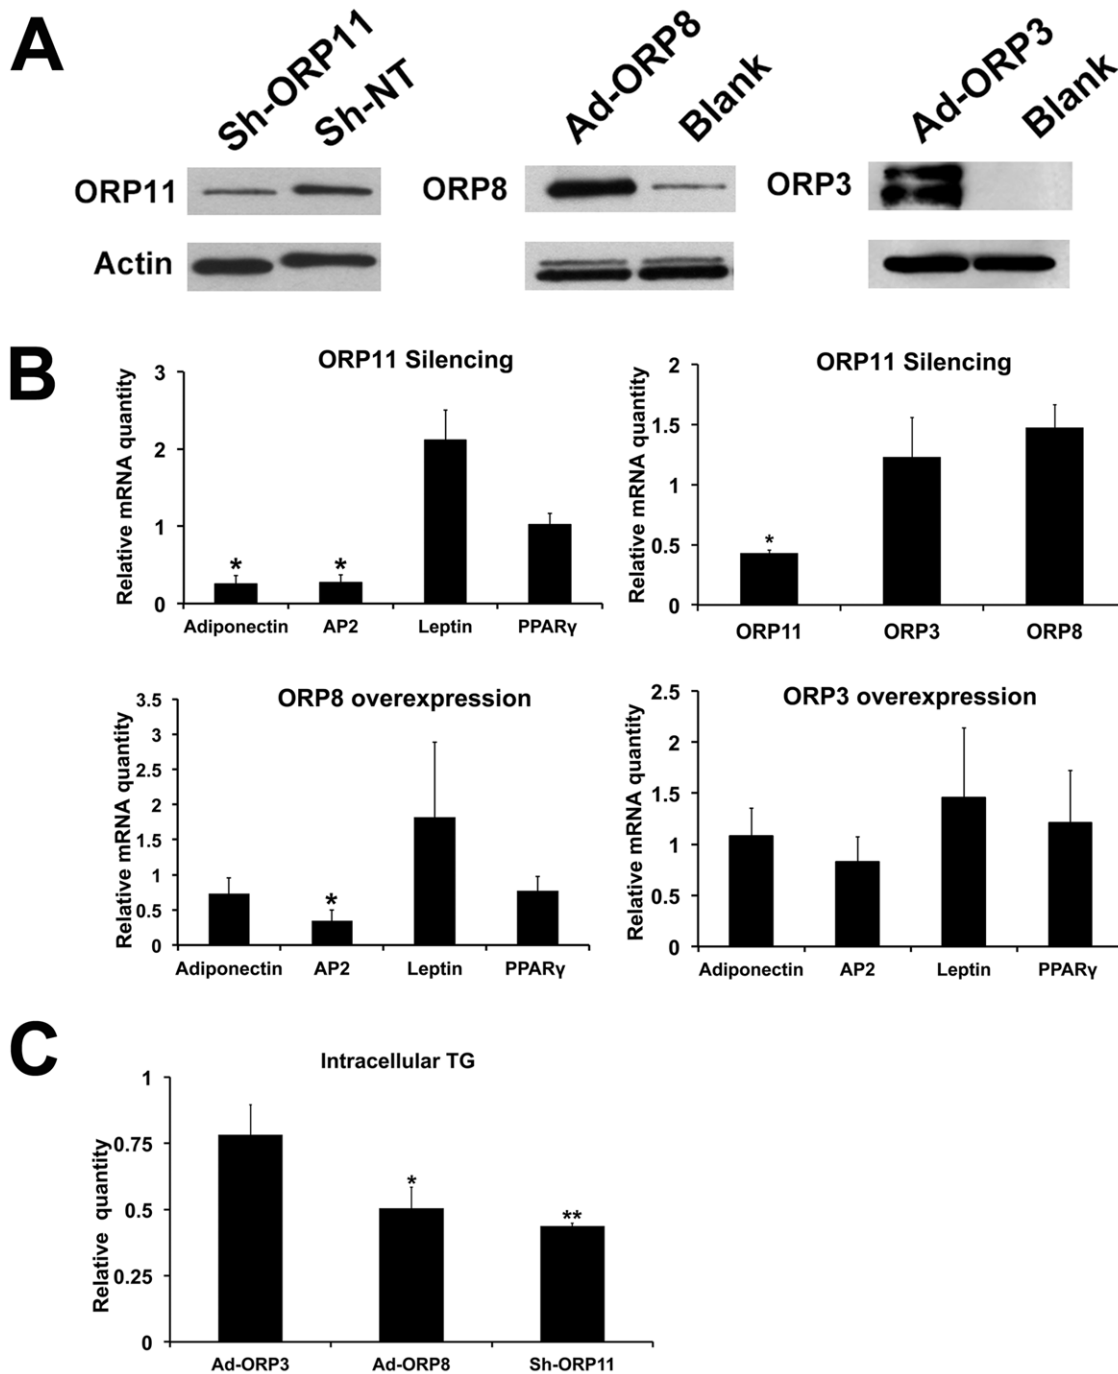 A
Sh-ORP11
Sh-NT
Ad-ORP8
Blank
Ad-ORP3
Blank
ORP11
ORP8
ORP3
Actin
B
ORP11 Silencing
Relative mRNA quantity
3
2
1
0
*
*
Adiponectin AP2 Leptin PPARγ
ORP11 Silencing
Relative mRNA quantity
2
1.5
1
0.5
0
*
ORP11 ORP3 ORP8
ORP8 overexpression
Relative mRNA quantity
3.5
3
2.5
2
1.5
1
0.5
0
*
Adiponectin AP2 Leptin PPARγ
ORP3 overexpression
Relative mRNA quantity
2.5
2
1.5
1
0.5
0
Adiponectin AP2 Leptin PPARγ
C
Intracellular TG
Relative quantity
1
0.75
0.5
0.25
0
*
**
Ad-ORP3 Ad-ORP8 Sh-ORP11